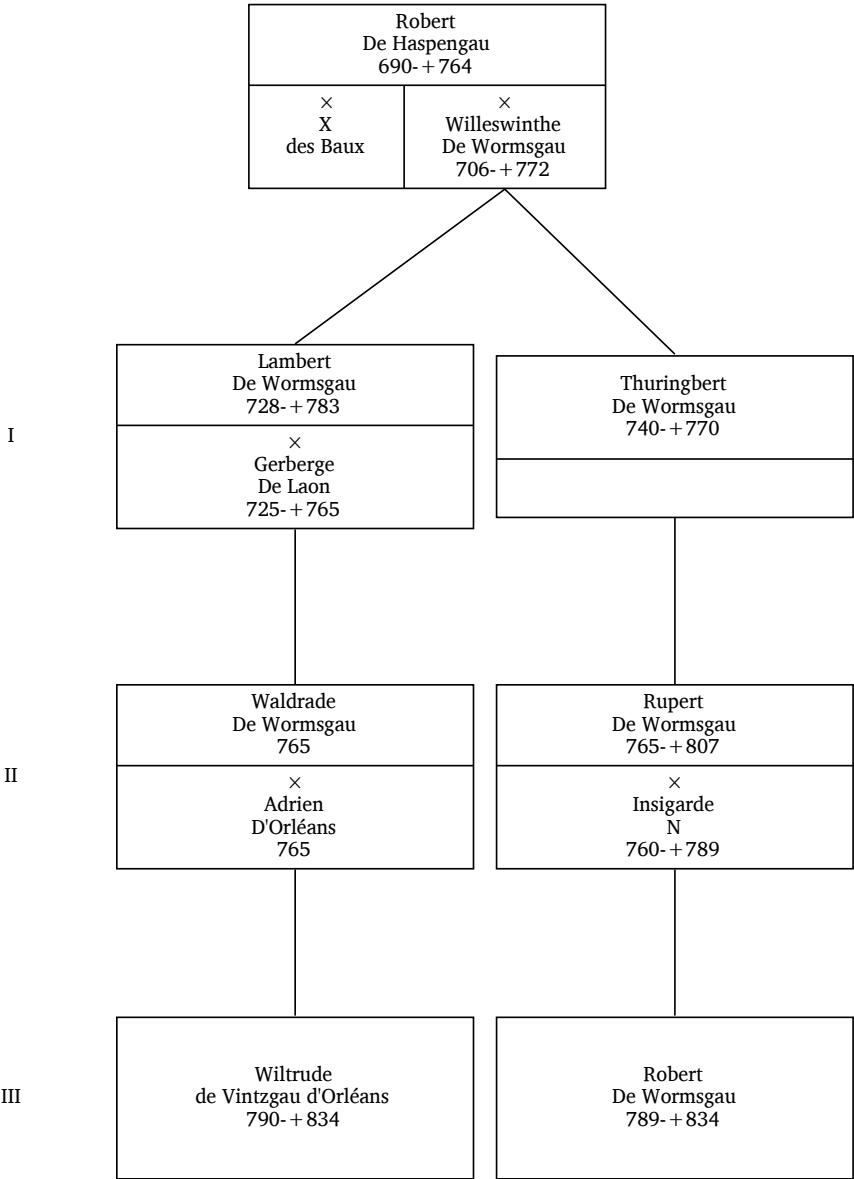 Robert
De Haspengau
690-+764
×
X
des Baux
×
Willeswinthe
De Wormsgau
706-+772
I
Lambert
De Wormsgau
728-+783
×
Gerberge
De Laon
725-+765
Thuringbert
De Wormsgau
740-+770
II
Waldrade
De Wormsgau
765
×
Adrien
D'Orléans
765
Rupert
De Wormsgau
765-+807
×
Insigarde
N
760-+789
III
Wiltrude
de Vintzgau d'Orléans
790-+834
Robert
De Wormsgau
789-+834